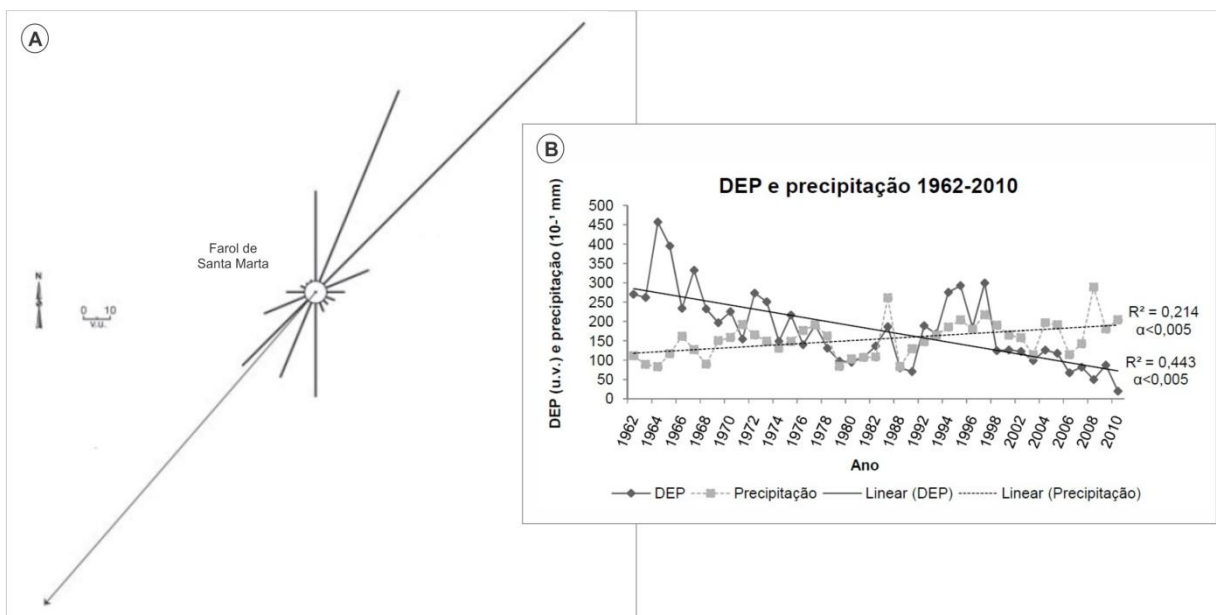 A
Farol de
Santa Marta
N
0 10
v.u.
B
DEP e precipitação 1962-2010
DEP (u.v.) e precipitação (10-¹ mm)
500
450
400
350
300
250
200
150
100
50
0
1962
1964
1966
1968
1970
1972
1974
1976
1978
1980
1982
1988
1992
1994
1996
1998
2002
2004
2006
2008
2010
R² = 0,214
α<0,005
R² = 0,443
α<0,005
Ano
DEP Precipitação Linear (DEP) Linear (Precipitação)